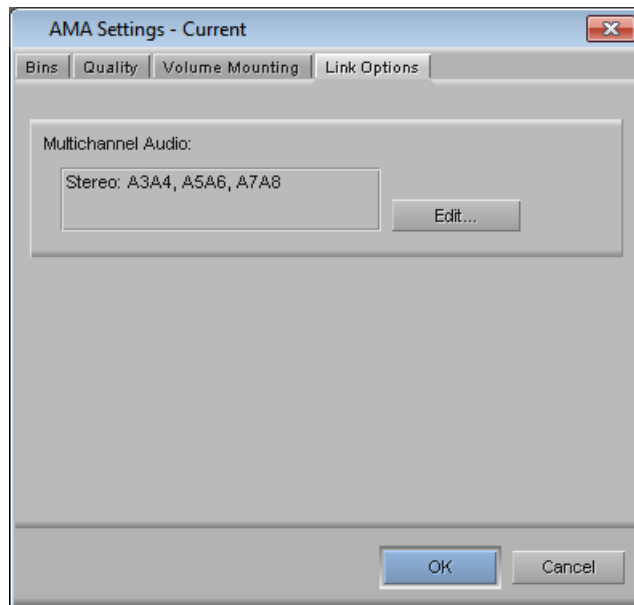 AMA Settings - Current
Bins Quality Volume Mounting Link Options
Multichannel Audio:
Stereo: A3A4, A5A6, A7A8
Edit...
OK Cancel